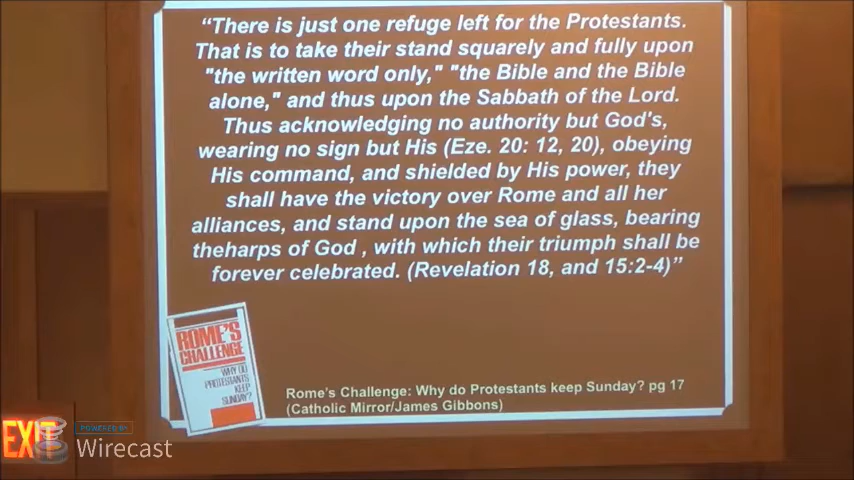 “There is just one refuge left for the Protestants.
That is to take their stand squarely and fully upon
"the written word only," "the Bible and the Bible
alone," and thus upon the Sabbath of the Lord.
Thus acknowledging no authority but God's,
wearing no sign but His (Eze. 20: 12, 20), obeying
His command, and shielded by His power, they
shall have the victory over Rome and all her
alliances, and stand upon the sea of glass, bearing
theharps of God , with which their triumph shall be
forever celebrated. (Revelation 18, and 15:2-4)”
ROME'S
CHALLENGE
WHY DO
PROTESTANTS
KEEP
SUNDAY?
Rome's Challenge: Why do Protestants keep Sunday? pg 17
(Catholic Mirror/James Gibbons)
EXIT
POWERED BY
Wirecast